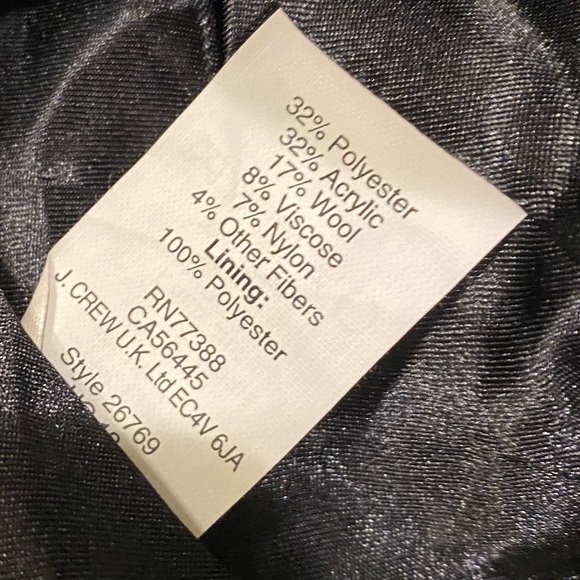 32% Polyester
32% Acrylic
17% Wool
8% Viscose
7% Nylon
4% Other Fibers
Lining:
100% Polyester
RN77388
CA56445
J. CREW U.K. Ltd EC4V 6JA
Style 26769